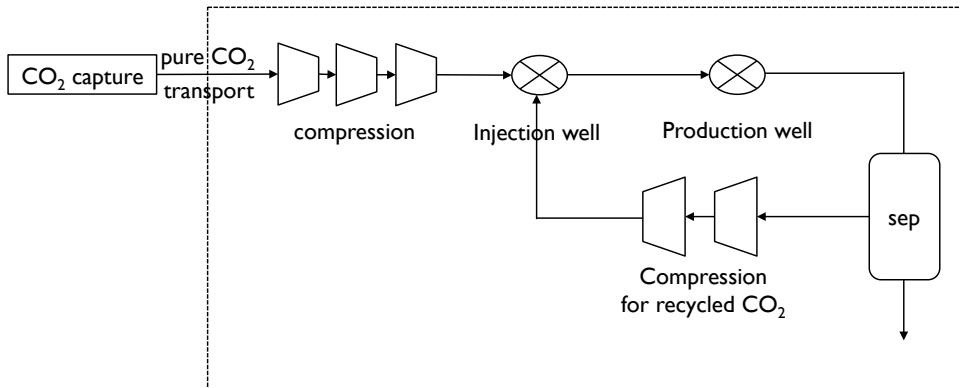 pure CO₂
CO₂ capture
transport
compression
Injection well
Production well
sep
Compression
for recycled CO₂